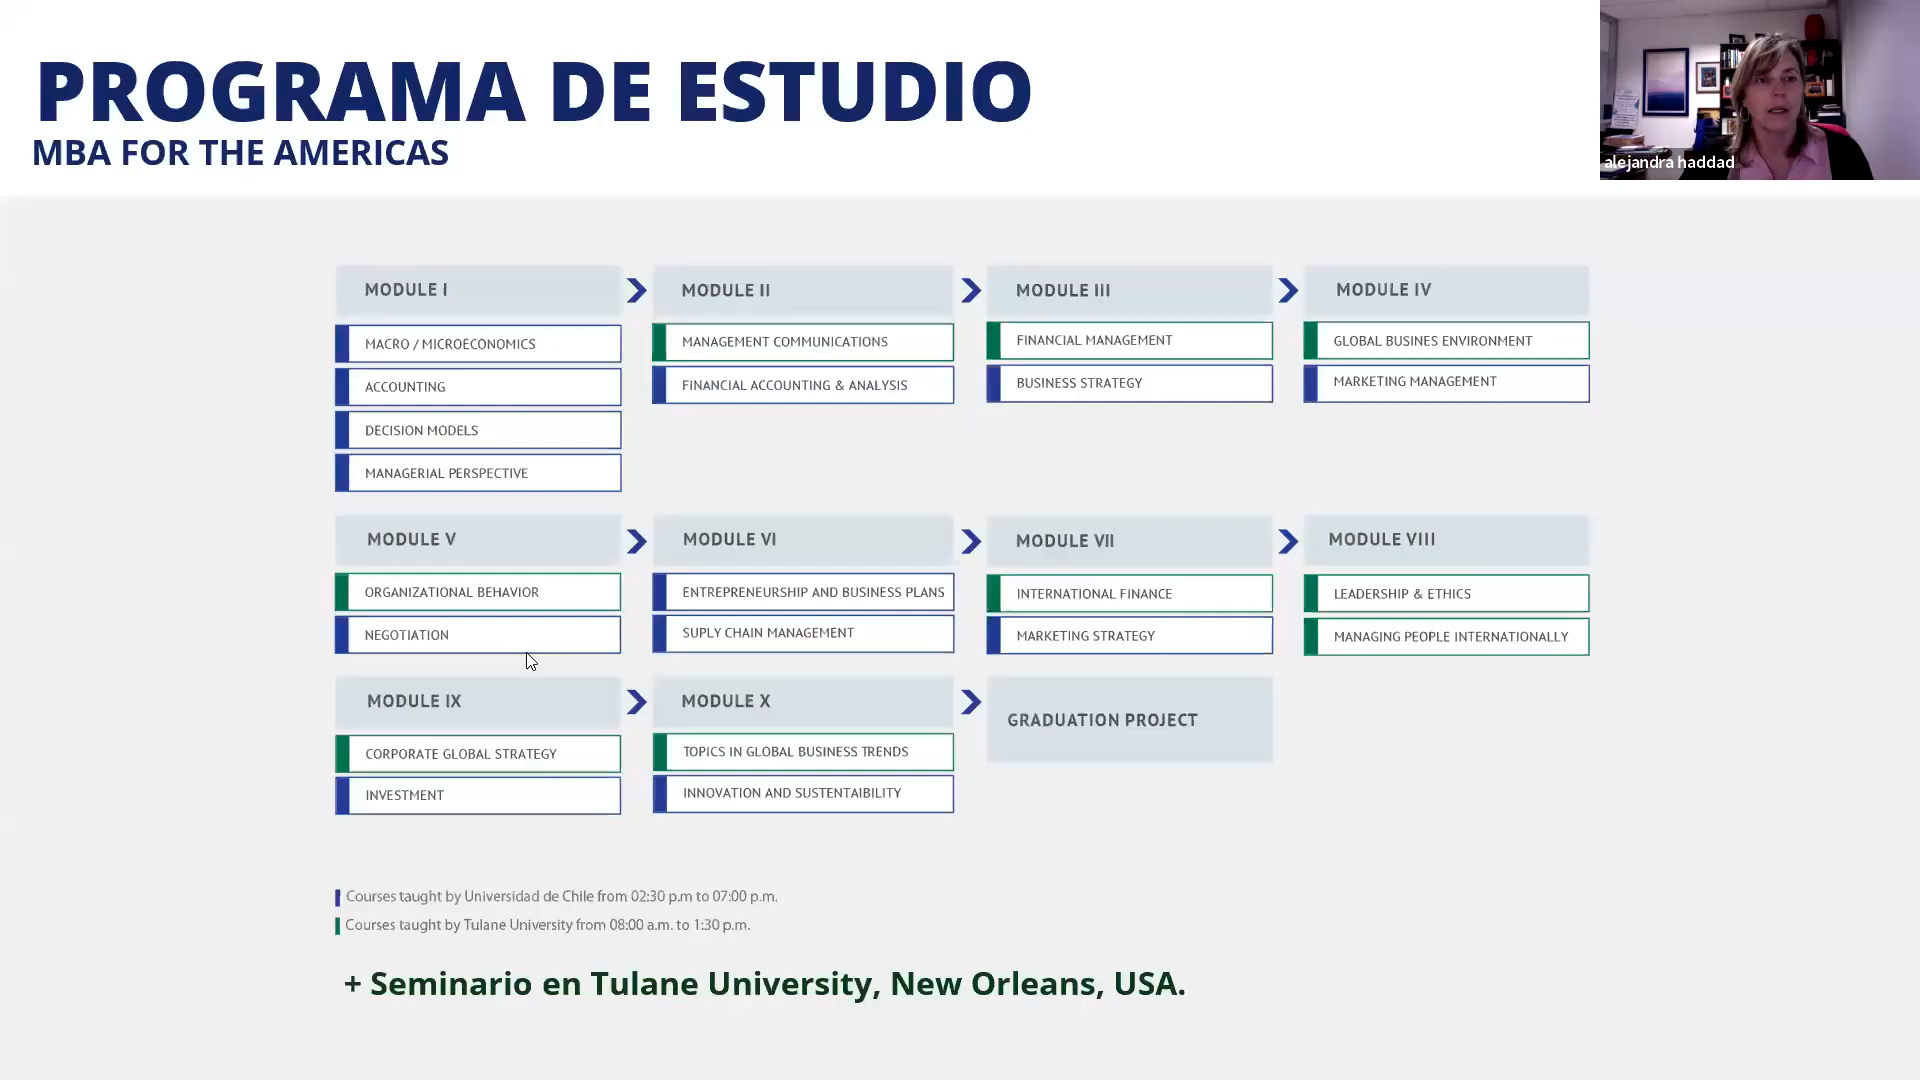 PROGRAMA DE ESTUDIO
MBA FOR THE AMERICAS
alejandra haddad
MODULE I
MACRO / MICROECONOMICS
ACCOUNTING
DECISION MODELS
MANAGERIAL PERSPECTIVE
MODULE II
MANAGEMENT COMMUNICATIONS
FINANCIAL ACCOUNTING & ANALYSIS
MODULE III
FINANCIAL MANAGEMENT
BUSINESS STRATEGY
MODULE IV
GLOBAL BUSINES ENVIRONMENT
MARKETING MANAGEMENT
MODULE V
ORGANIZATIONAL BEHAVIOR
NEGOTIATION
MODULE VI
ENTREPRENEURSHIP AND BUSINESS PLANS
SUPLY CHAIN MANAGEMENT
MODULE VII
INTERNATIONAL FINANCE
MARKETING STRATEGY
MODULE VIII
LEADERSHIP & ETHICS
MANAGING PEOPLE INTERNATIONALLY
MODULE IX
CORPORATE GLOBAL STRATEGY
INVESTMENT
MODULE X
TOPICS IN GLOBAL BUSINESS TRENDS
INNOVATION AND SUSTENTAIBILITY
GRADUATION PROJECT
Courses taught by Universidad de Chile from 02:30 p.m to 07:00 p.m.
Courses taught by Tulane University from 08:00 a.m. to 1:30 p.m.
+ Seminario en Tulane University, New Orleans, USA.